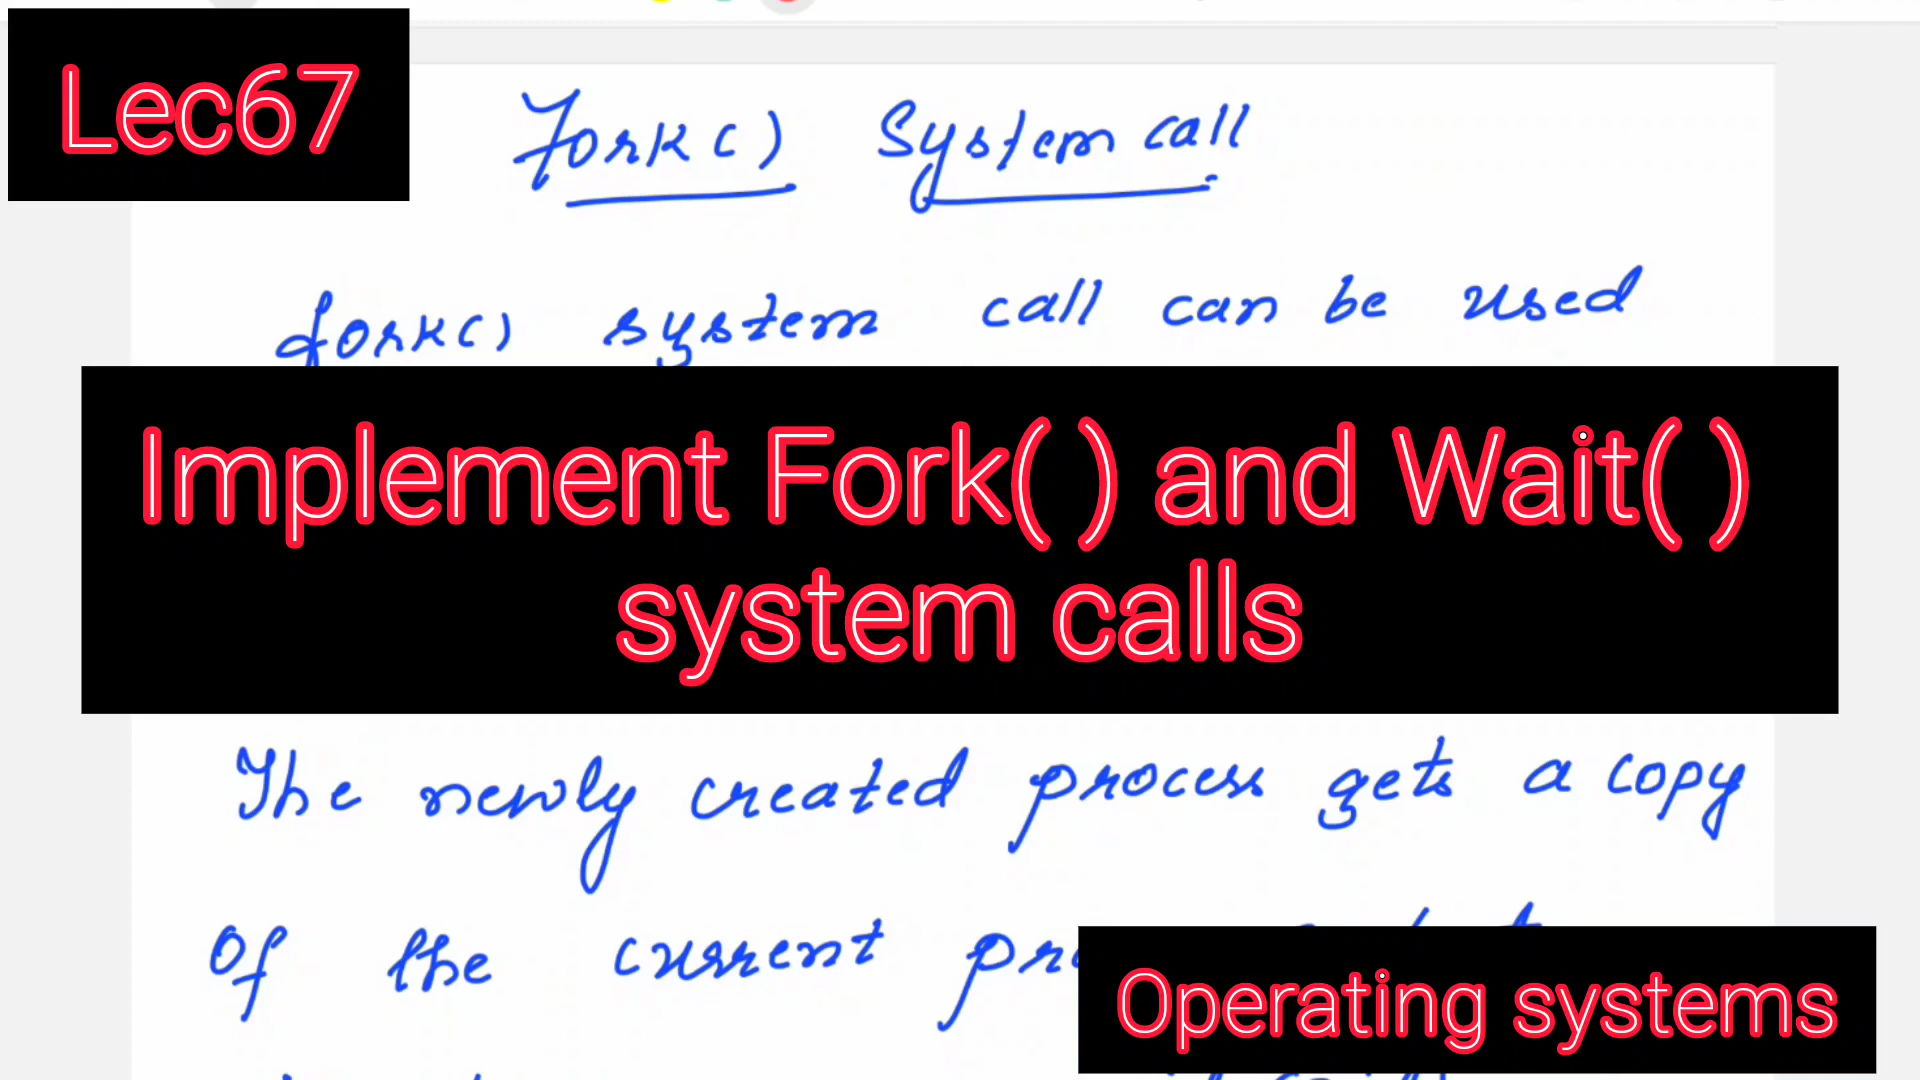 Lec67
Fork() System call
fork() system call can be used
Implement Fork( ) and Wait( )
system calls
The newly created process gets a copy
of the current
Operating systems